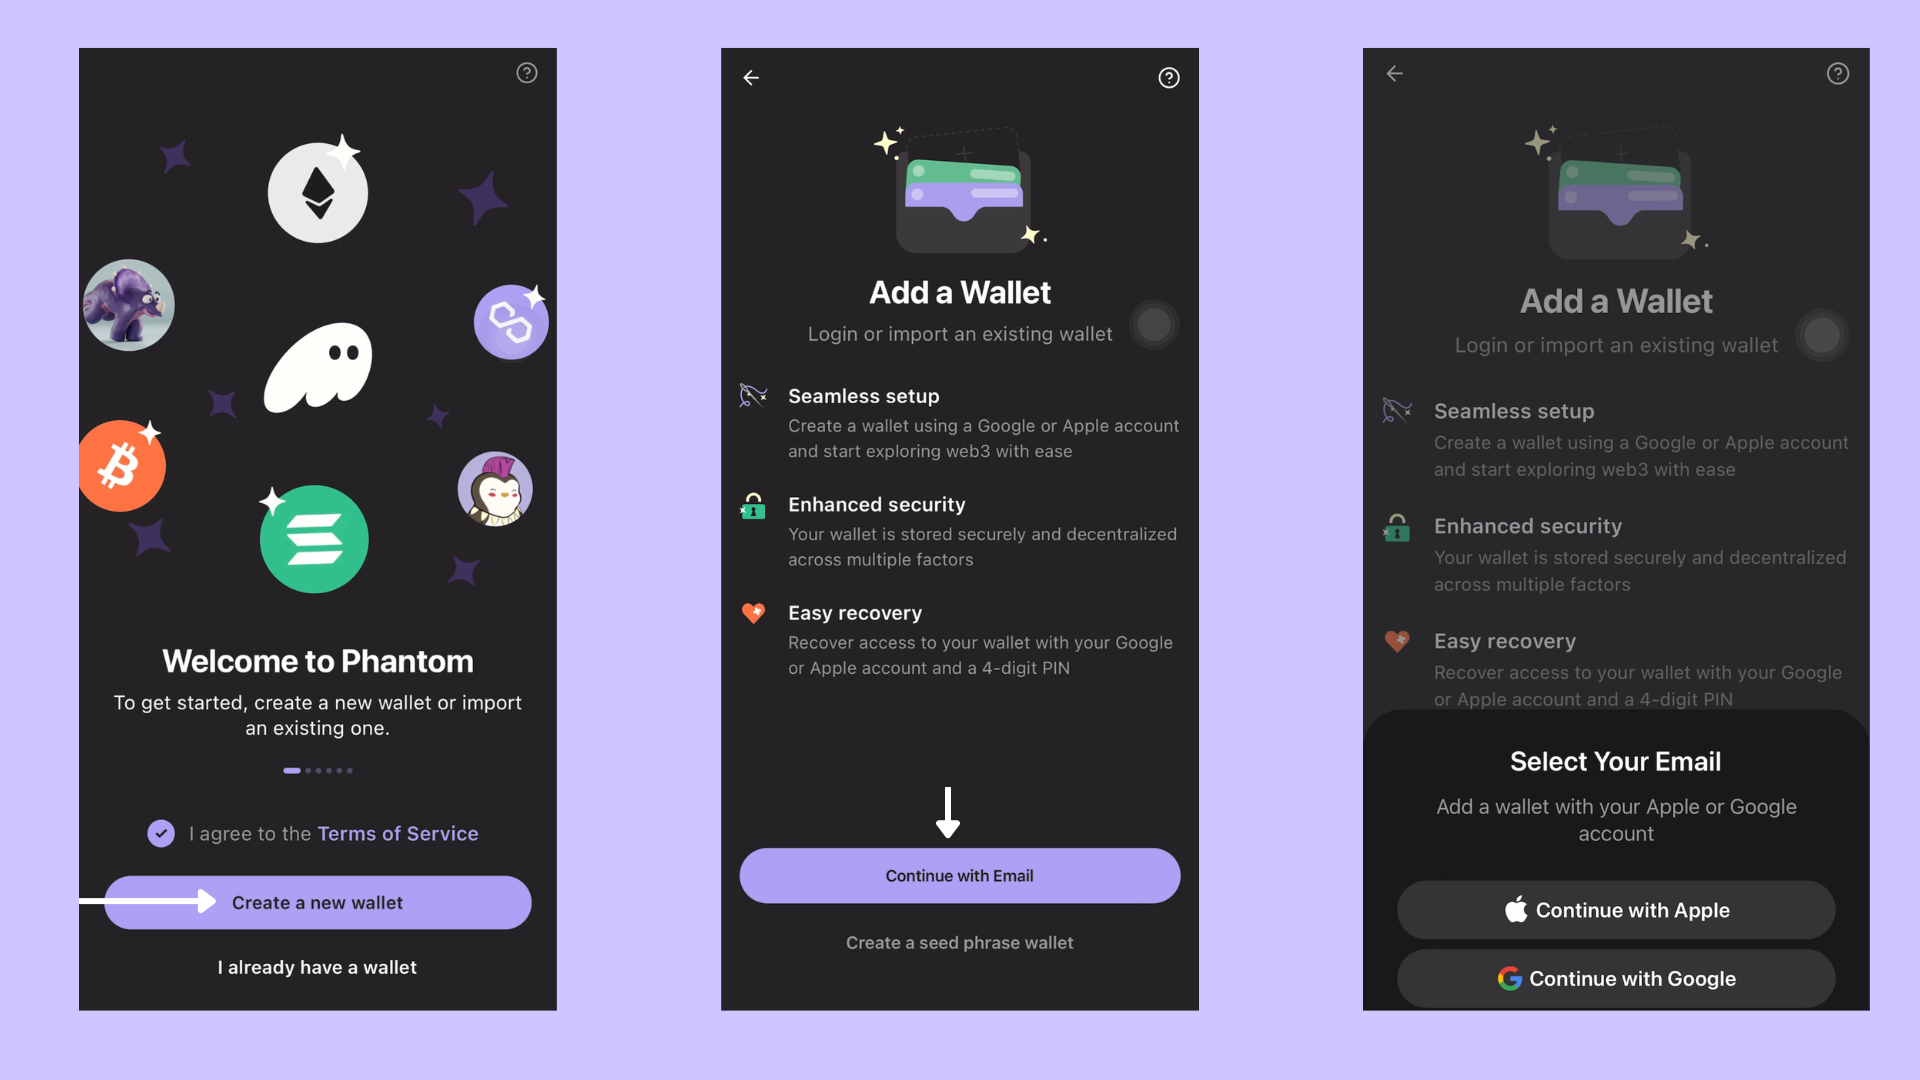 Welcome to Phantom
To get started, create a new wallet or import
an existing one.
I agree to the Terms of Service
Create a new wallet
I already have a wallet
Add a Wallet
Login or import an existing wallet
Seamless setup
Create a wallet using a Google or Apple account
and start exploring web3 with ease
Enhanced security
Your wallet is stored securely and decentralized
across multiple factors
Easy recovery
Recover access to your wallet with your Google
or Apple account and a 4-digit PIN
Continue with Email
Create a seed phrase wallet
Add a Wallet
Login or import an existing wallet
Seamless setup
Create a wallet using a Google or Apple account
and start exploring web3 with ease
Enhanced security
Your wallet is stored securely and decentralized
across multiple factors
Easy recovery
Recover access to your wallet with your Google
or Apple account and a 4-digit PIN
Select Your Email
Add a wallet with your Apple or Google
account
Continue with Apple
Continue with Google